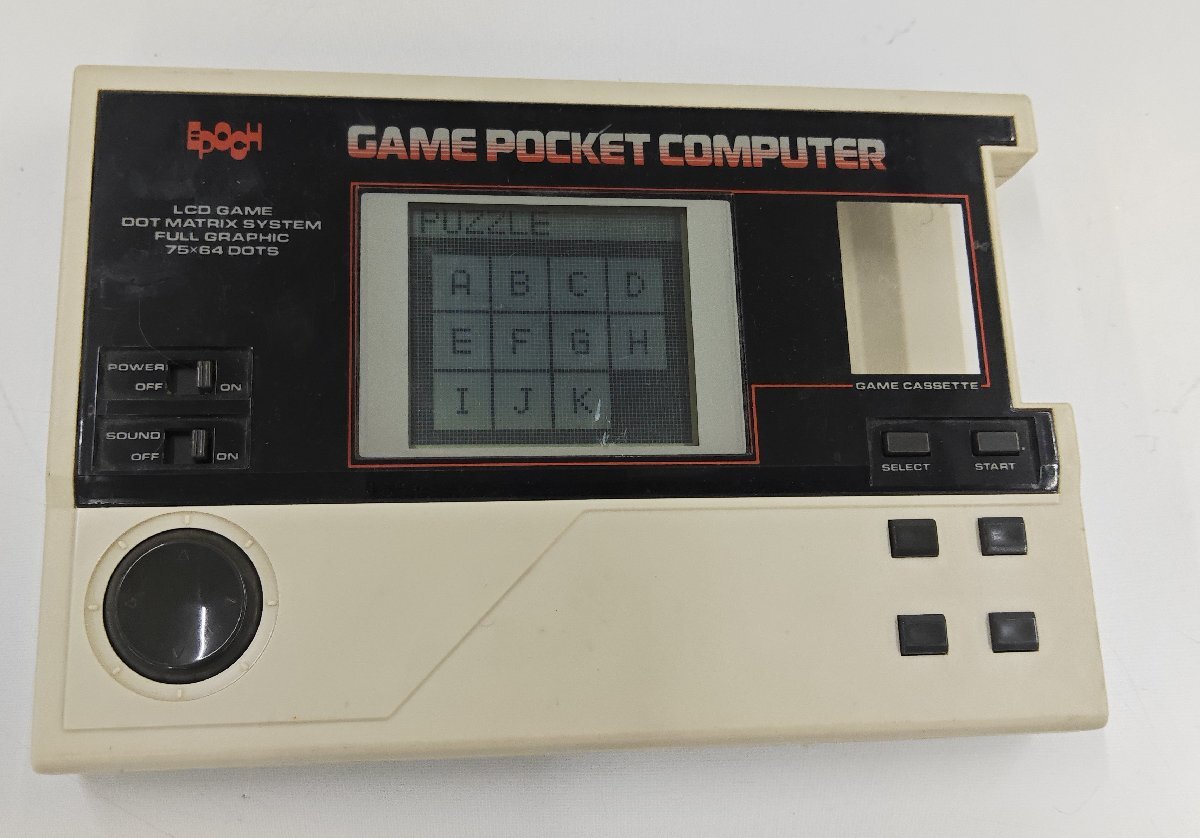 EPOCH
GAME POCKET COMPUTER
LCD GAME
DOT MATRIX SYSTEM
FULL GRAPHIC
75×64 DOTS
PUZZLE
A B C D
E F G H
I J K
POWER
OFF ON
SOUND
OFF ON
GAME CASSETTE
SELECT START